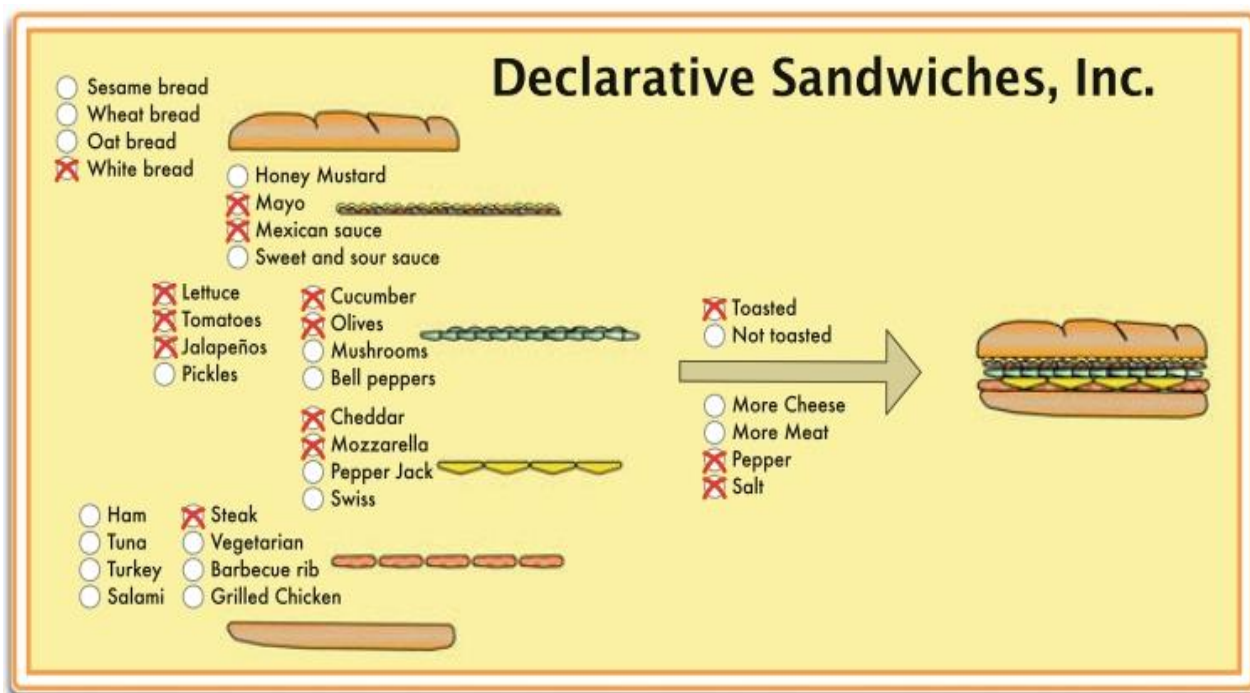 Declarative Sandwiches, Inc.
Sesame bread
Wheat bread
Oat bread
White bread
Honey Mustard
Mayo
Mexican sauce
Sweet and sour sauce
Lettuce
Tomatoes
Jalapeños
Pickles
Cucumber
Olives
Mushrooms
Bell peppers
Cheddar
Mozzarella
Pepper Jack
Swiss
Ham
Tuna
Turkey
Salami
Steak
Vegetarian
Barbecue rib
Grilled Chicken
Toasted
Not toasted
More Cheese
More Meat
Pepper
Salt